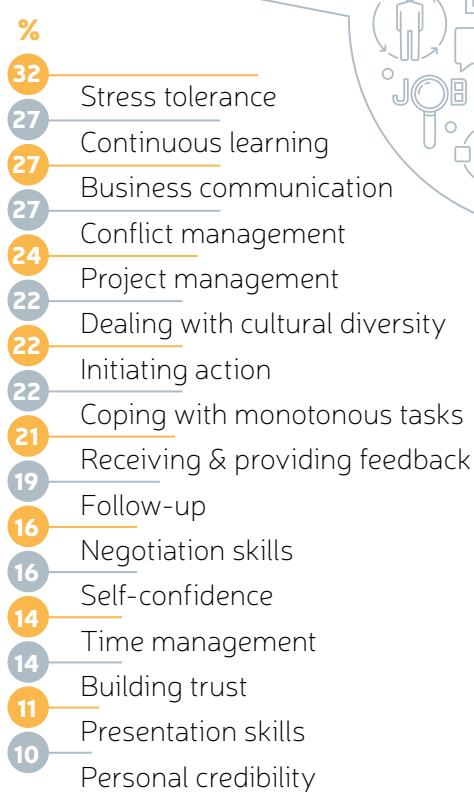 %
32
Stress tolerance
27
Continuous learning
27
Business communication
27
Conflict management
24
Project management
22
Dealing with cultural diversity
22
Initiating action
22
Coping with monotonous tasks
21
Receiving & providing feedback
19
Follow-up
16
Negotiation skills
16
Self-confidence
14
Time management
14
Building trust
11
Presentation skills
10
Personal credibility
JOB